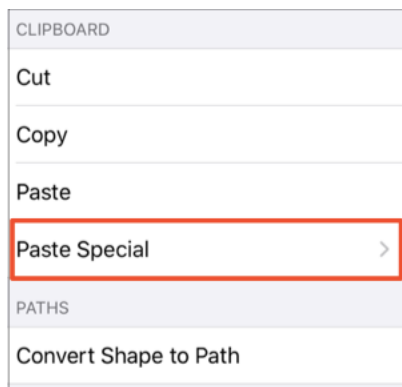 CLIPBOARD
Cut
Copy
Paste
Paste Special
PATHS
Convert Shape to Path